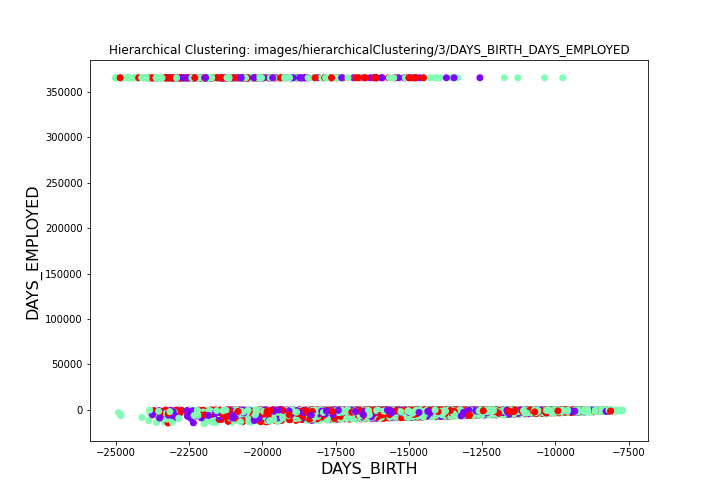 Hierarchical Clustering: images/hierarchicalClustering/3/DAYS_BIRTH_DAYS_EMPLOYED
350000
300000
250000
200000
150000
100000
50000
0
DAYS_EMPLOYED
−25000 −22500 −20000 −17500 −15000 −12500 −10000 −7500
DAYS_BIRTH